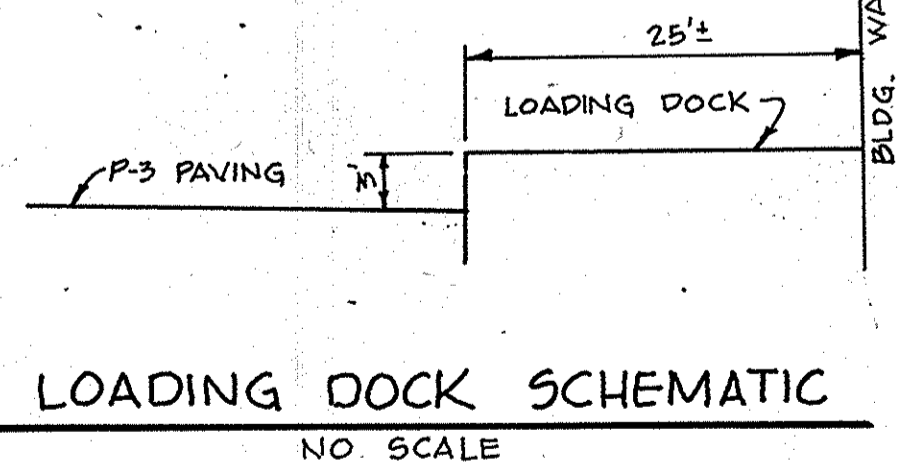 25'±
LOADING DOCK
P-3 PAVING
BLDG.
LOADING DOCK SCHEMATIC
NO SCALE